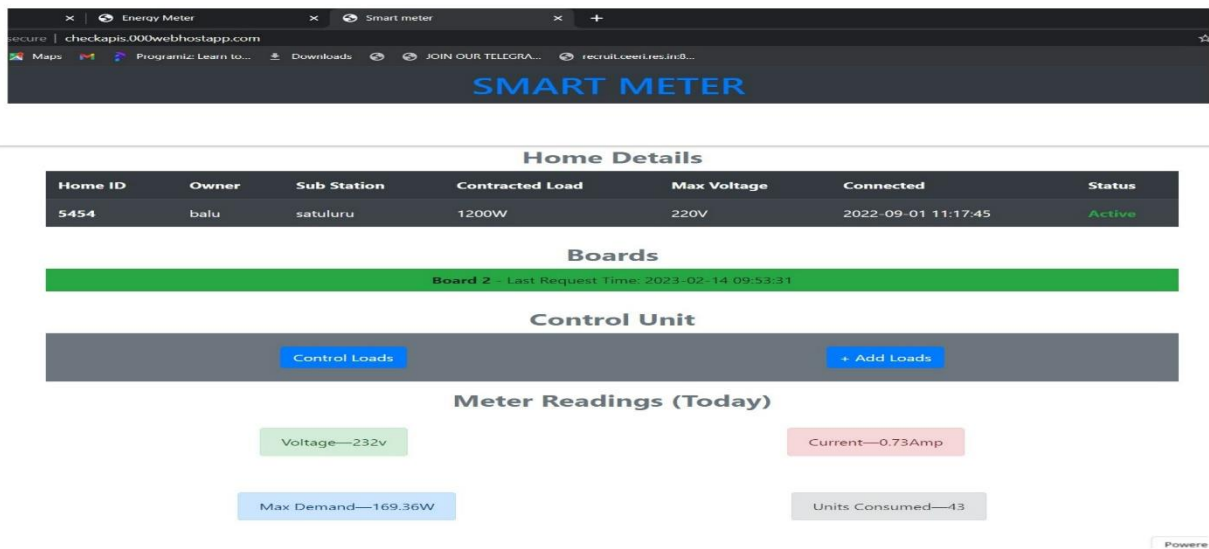 Energy Meter Smart meter
secure | checkapis.000webhostapp.com
Maps Programiz: Learn to... Downloads JOIN OUR TELEGRA... recruit.ceeri.res.in:8...
SMART METER
Home Details
Home ID Owner Sub Station Contracted Load Max Voltage Connected Status
5454 balu satuluru 1200W 220V 2022-09-01 11:17:45 Active
Boards
Board 2 - Last Request Time: 2023-02-14 09:53:31
Control Unit
Control Loads + Add Loads
Meter Readings (Today)
Voltage—232v Current—0.73Amp
Max Demand—169.36W Units Consumed—43
Powere